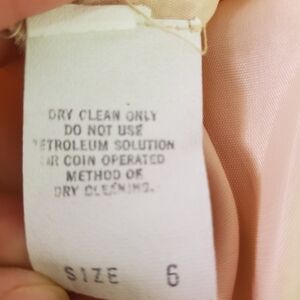 DRY CLEAN ONLY
DO NOT USE
PETROLEUM SOLUTION
OR COIN OPERATED
METHOD OF
DRY CLEANING.
SIZE 6